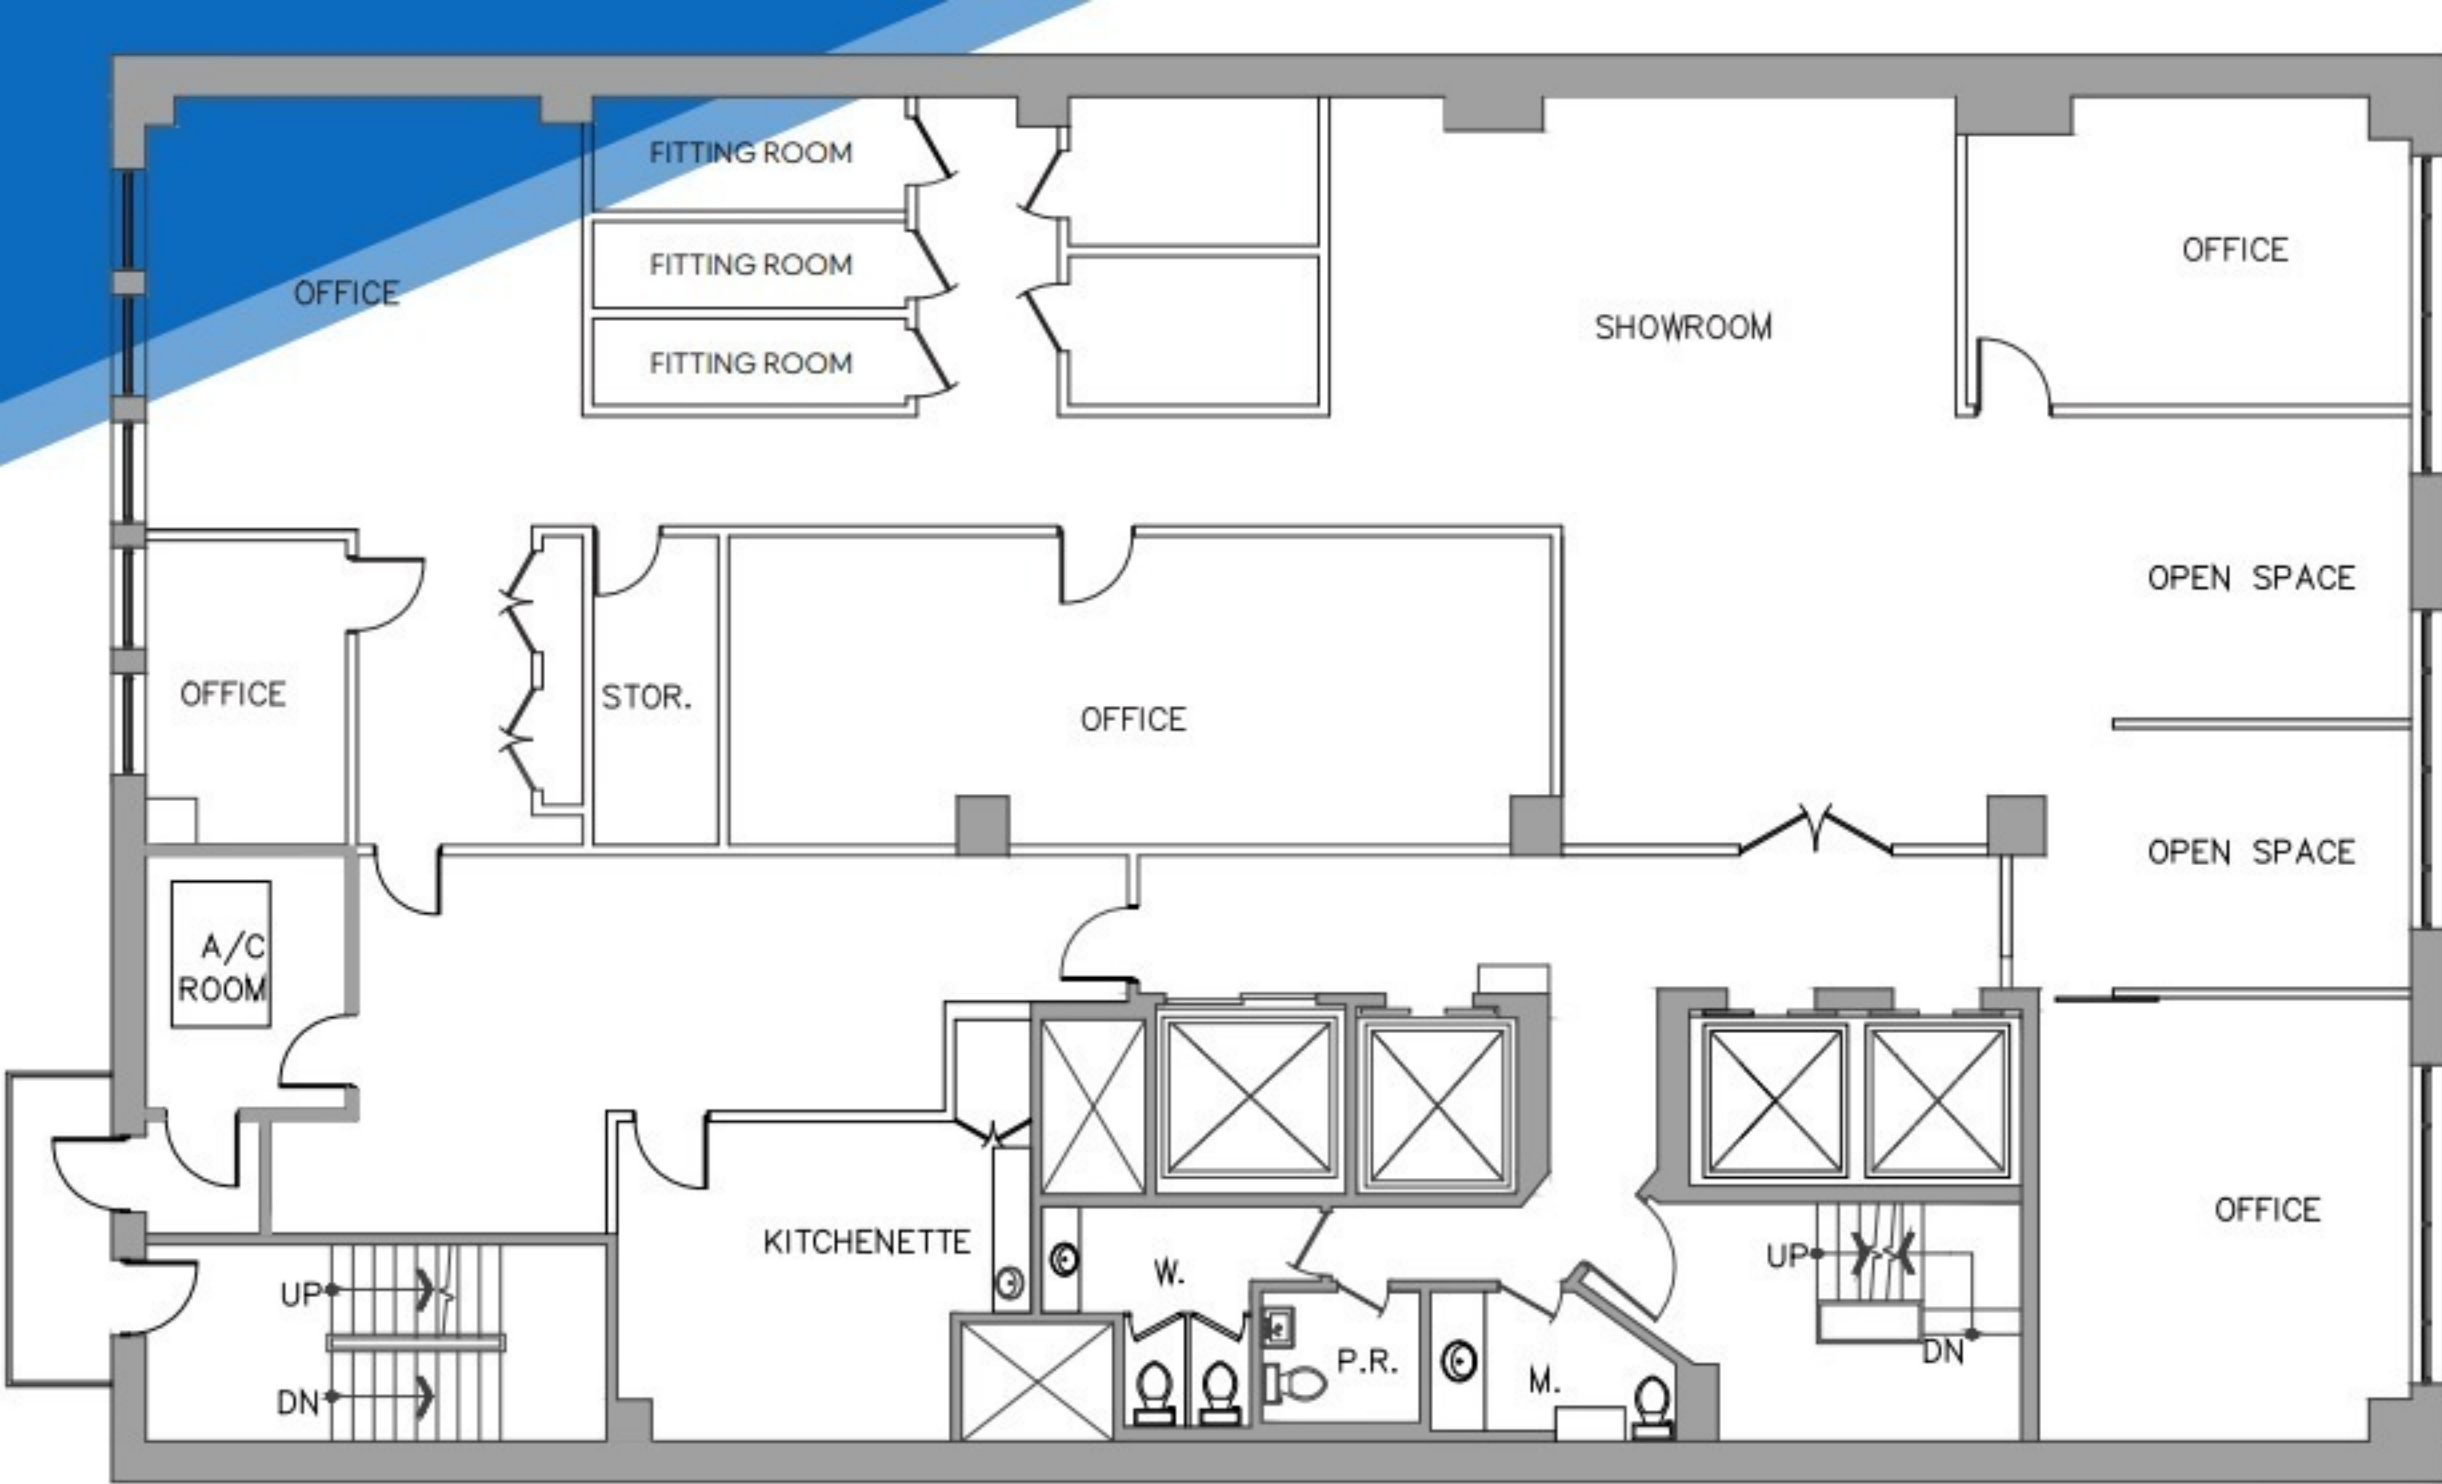 FITTING ROOM
FITTING ROOM
FITTING ROOM
OFFICE
SHOWROOM
OFFICE
OPEN SPACE
OFFICE
STOR.
OFFICE
OPEN SPACE
A/C
ROOM
OFFICE
KITCHENETTE
W.
UP
DN
UP
DN
P.R.
M.